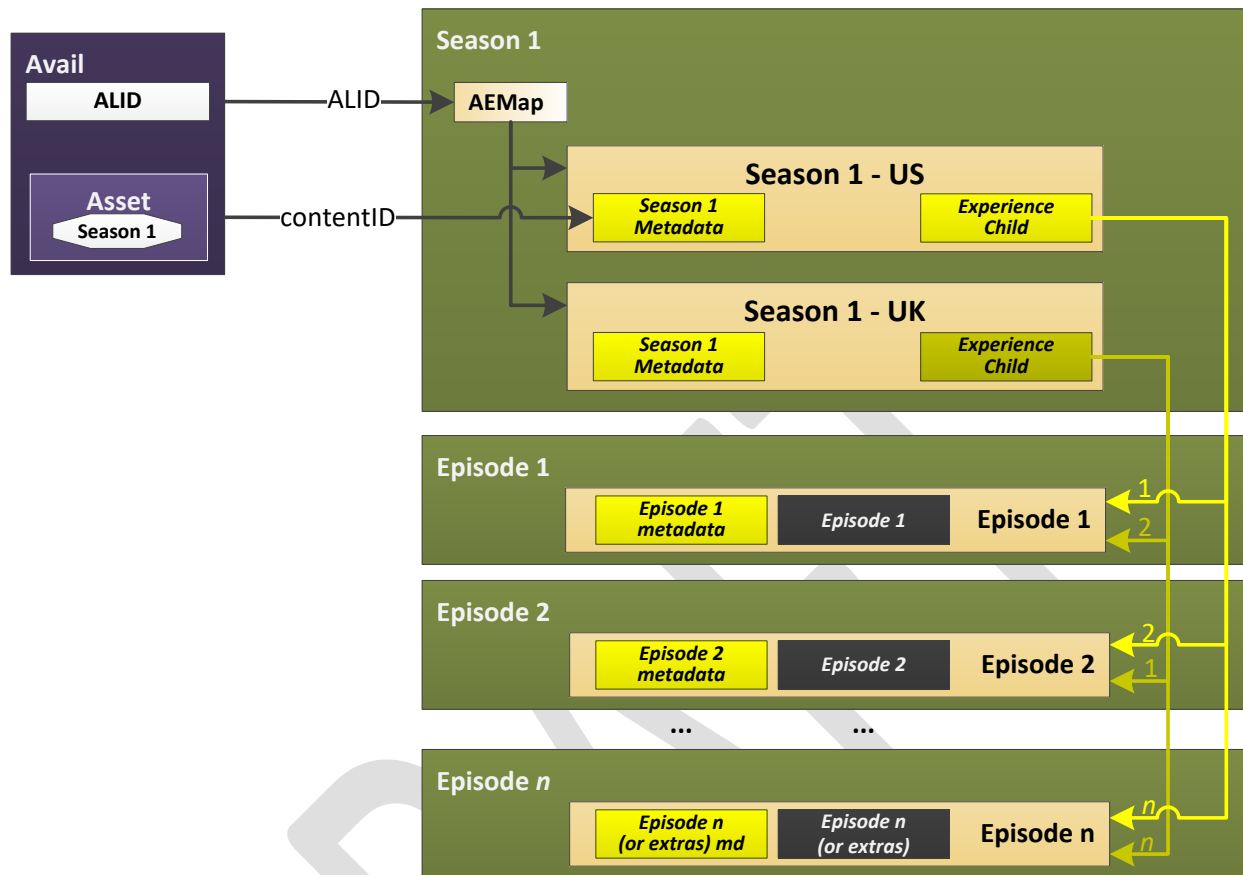 Avail
ALID
Asset
Season 1
ALID
contentID
Season 1
AEMap
Season 1 - US
Season 1
Metadata
Experience
Child
Season 1 - UK
Season 1
Metadata
Experience
Child
Episode 1
Episode 1
metadata
Episode 1
Episode 1
1
2
Episode 2
Episode 2
metadata
Episode 2
Episode 2
2
1
...
...
Episode n
Episode n
(or extras) md
Episode n
(or extras)
Episode n
n
n